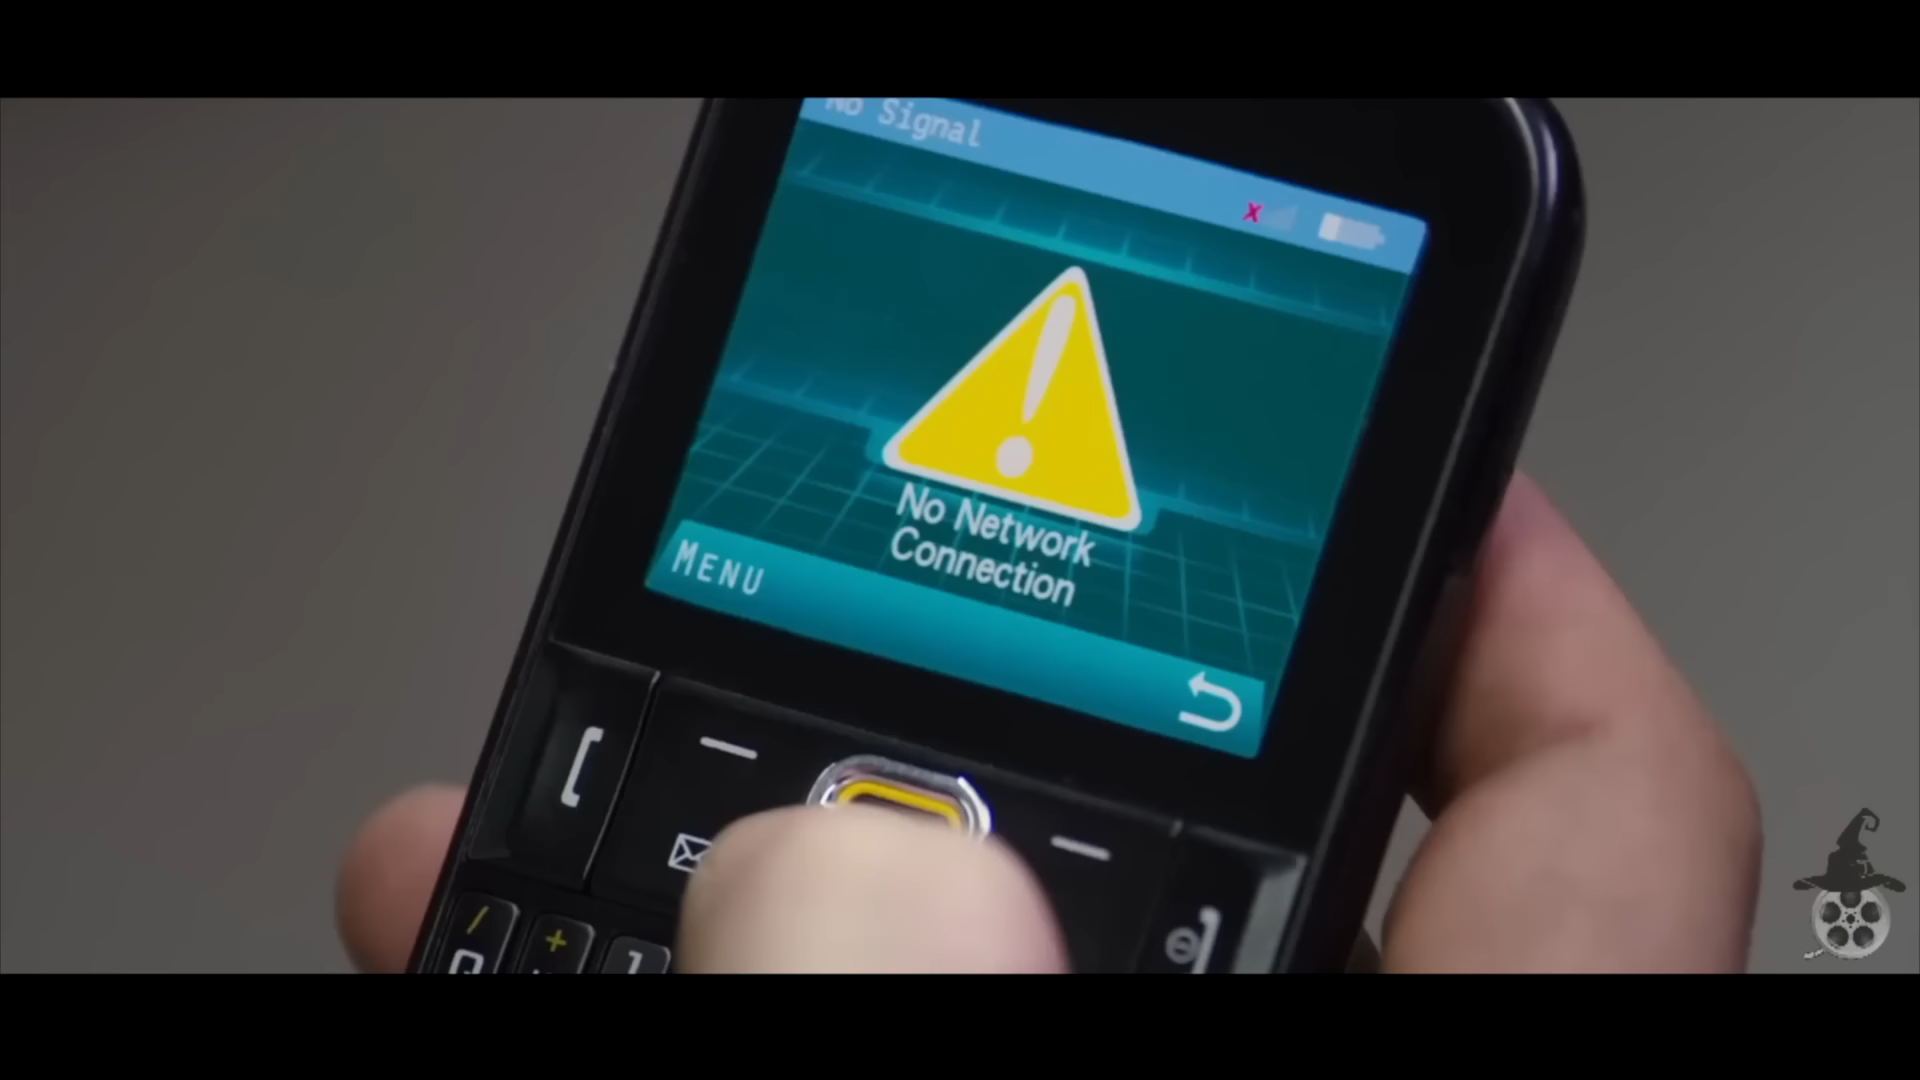 No Signal
x
No Network
Connection
MENU
/
+
Q